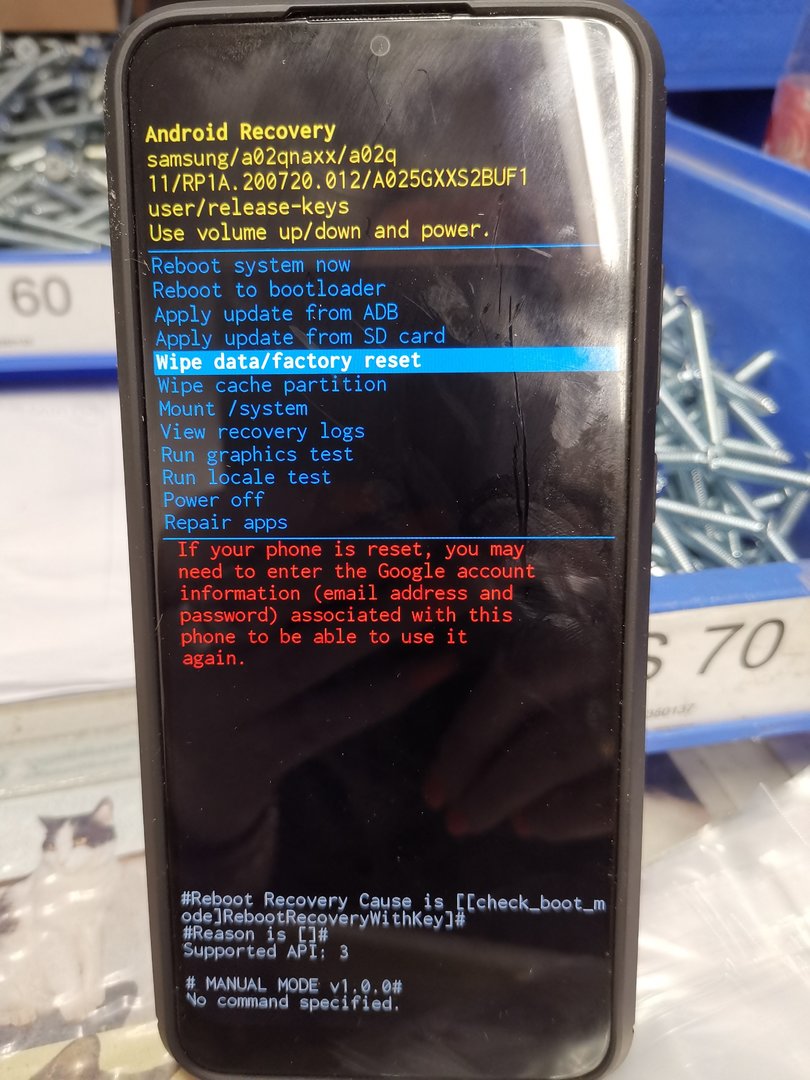 Android Recovery
samsung/a02qnaxx/a02q
11/RP1A.200720.012/A025GXXS2BUF1
user/release-keys
Use volume up/down and power.
Reboot system now
Reboot to bootloader
Apply update from ADB
Apply update from SD card
Wipe data/factory reset
Wipe cache partition
Mount /system
View recovery logs
Run graphics test
Run locale test
Power off
Repair apps
If your phone is reset, you may
need to enter the Google account
information (email address and
password) associated with this
phone to be able to use it
again.
#Reboot Recovery Cause is [[check_boot_m
ode]RebootRecoveryWithKey]#
#Reason is []#
Supported API: 3
# MANUAL MODE v1.0.0#
No command specified.
60
S 70